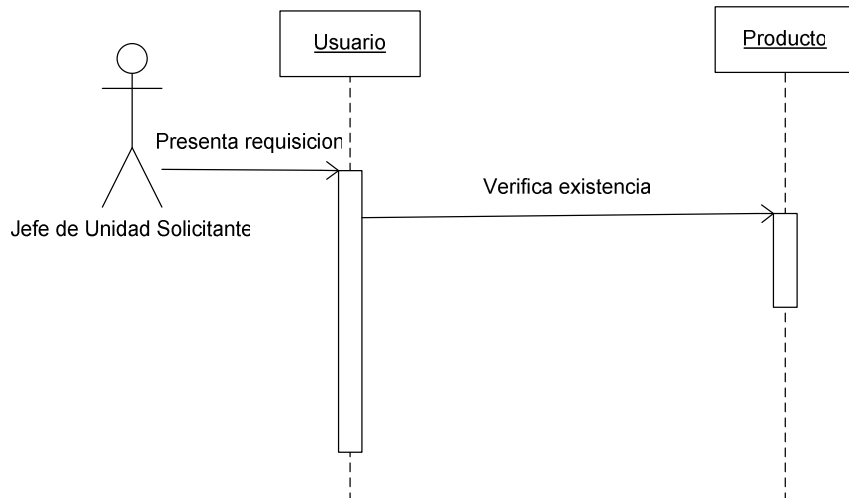 Usuario
Producto
Presenta requisicion
Verifica existencia
Jefe de Unidad Solicitante